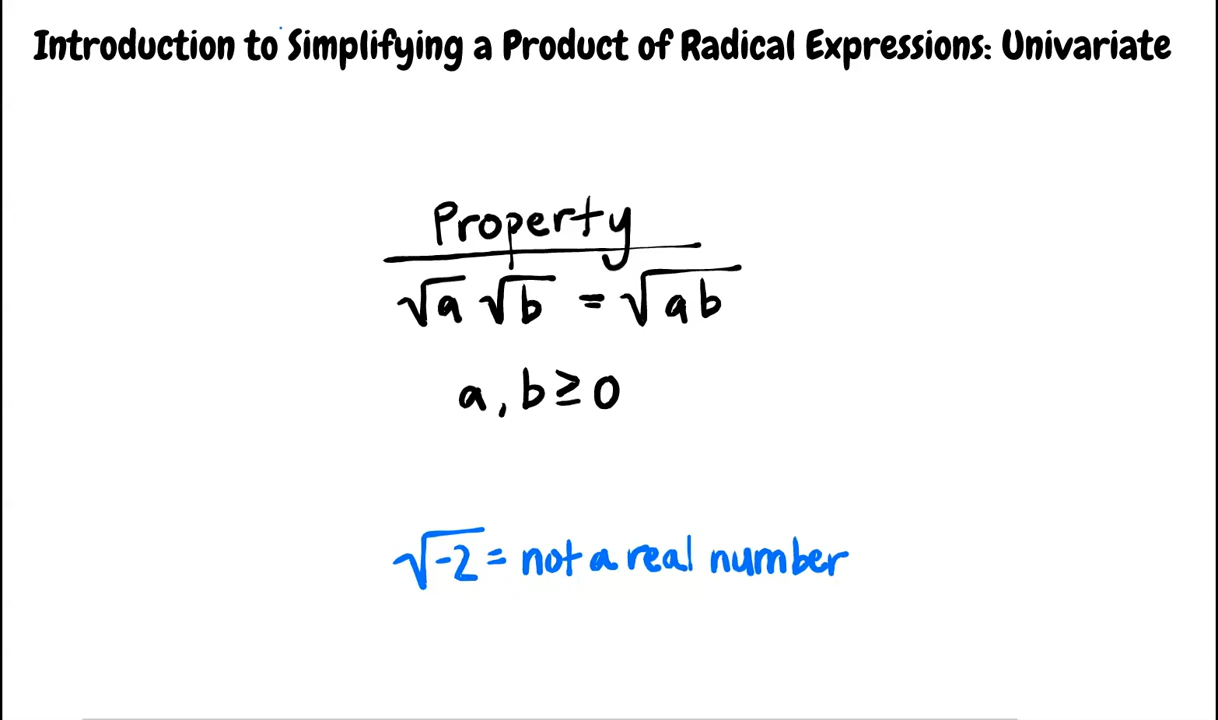 Introduction to Simplifying a Product of Radical Expressions: Univariate
Property
√a √b = √ab
a, b ≥ 0
√-2 = not a real number